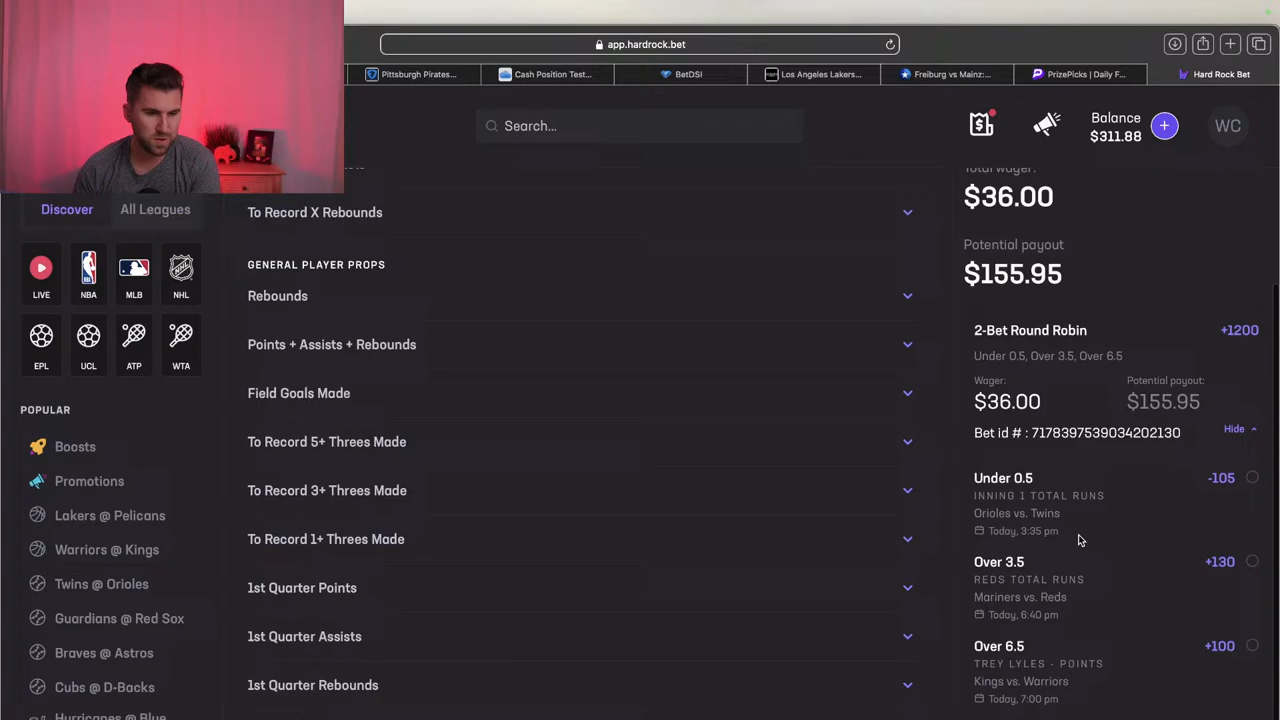 app.hardrock.bet
Pittsburgh Pirates...
Cash Position Test...
BetDSI
Los Angeles Lakers...
Freiburg vs Mainz:...
PrizePicks | Daily F...
Hard Rock Bet
Search...
Balance
$311.88
WC
Discover
All Leagues
LIVE
NBA
MLB
NHL
EPL
UCL
ATP
WTA
POPULAR
Boosts
Promotions
Lakers @ Pelicans
Warriors @ Kings
Twins @ Orioles
Guardians @ Red Sox
Braves @ Astros
Cubs @ D-Backs
Hurricanes @ Blue
To Record X Rebounds
GENERAL PLAYER PROPS
Rebounds
Points + Assists + Rebounds
Field Goals Made
To Record 5+ Threes Made
To Record 3+ Threes Made
To Record 1+ Threes Made
1st Quarter Points
1st Quarter Assists
1st Quarter Rebounds
Total wager:
$36.00
Potential payout
$155.95
2-Bet Round Robin
+1200
Under 0.5, Over 3.5, Over 6.5
Wager:
Potential payout:
$36.00
$155.95
Bet id # : 7178397539034202130
Hide
Under 0.5
-105
INNING 1 TOTAL RUNS
Orioles vs. Twins
Today, 3:35 pm
Over 3.5
+130
REDS TOTAL RUNS
Mariners vs. Reds
Today, 6:40 pm
Over 6.5
+100
TREY LYLES - POINTS
Kings vs. Warriors
Today, 7:00 pm